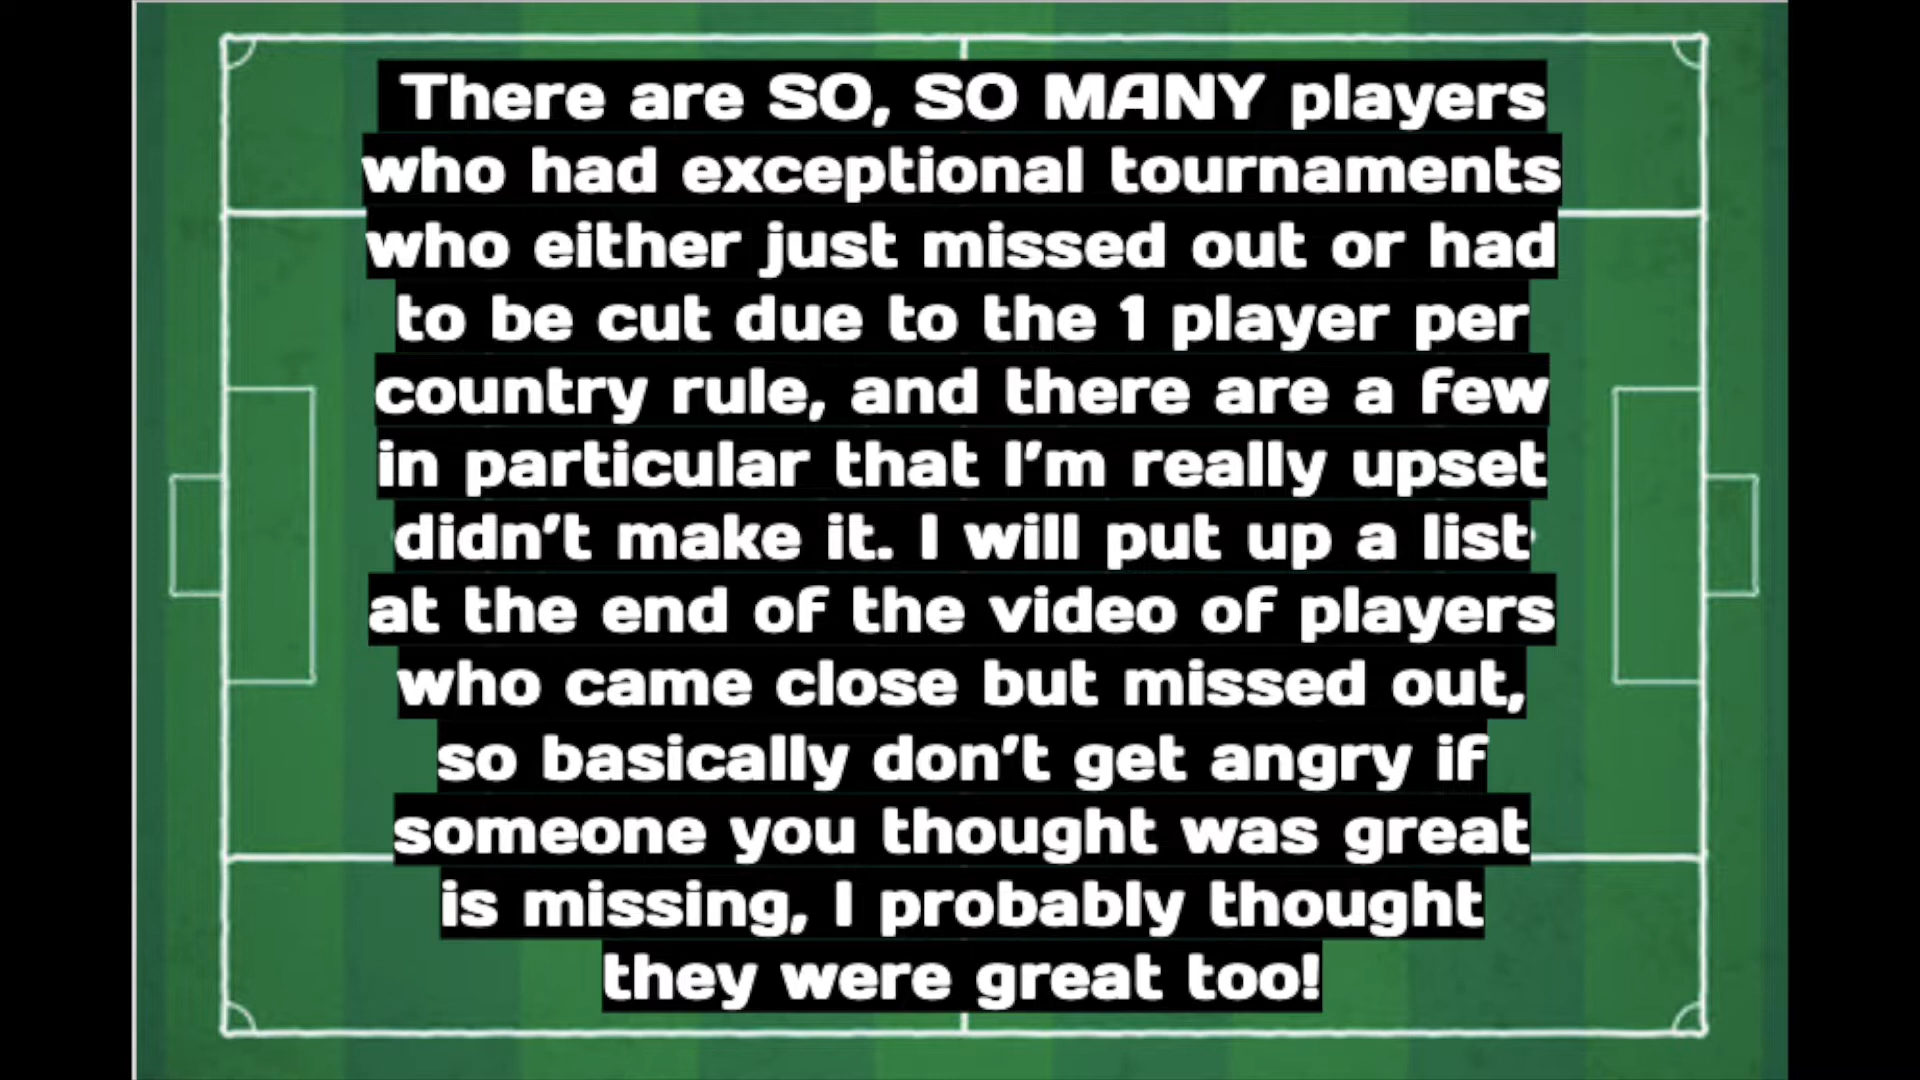 There are SO, SO MANY players
who had exceptional tournaments
who either just missed out or had
to be cut due to the 1 player per
country rule, and there are a few
in particular that I'm really upset
didn't make it. I will put up a list
at the end of the video of players
who came close but missed out,
so basically don't get angry if
someone you thought was great
is missing, I probably thought
they were great too!